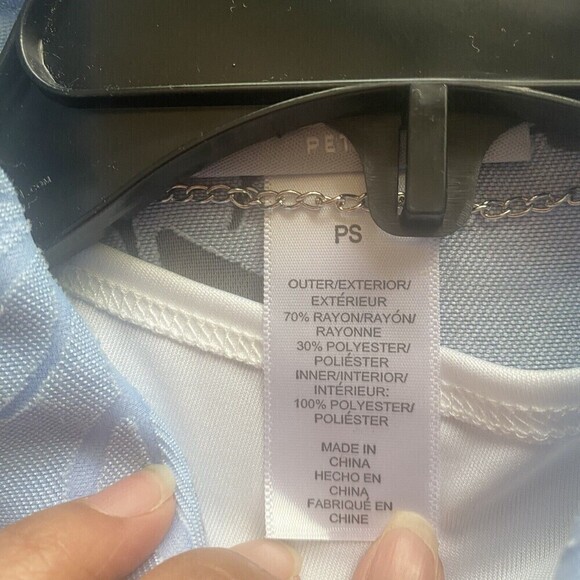 PS
OUTER/EXTERIOR/
EXTÉRIEUR
70% RAYON/RAYÓN/
RAYONNE
30% POLYESTER/
POLIÉSTER
INNER/INTERIOR/
INTÉRIEUR:
100% POLYESTER/
POLIÉSTER
MADE IN
CHINA
HECHO EN
CHINA
FABRIQUÉ EN
CHINE